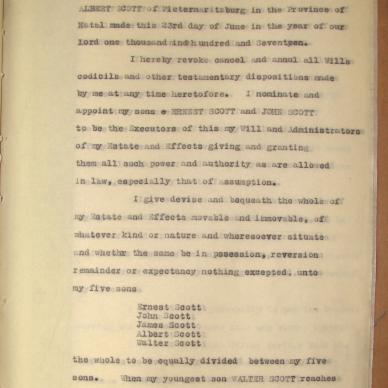 ALBERT SCOTT of Pietermaritzburg in the Province of
Natal made this 23rd day of June in the year of our
Lord one thousand ninehundred and Seventeen.
I hereby revoke cancel and annul all Wills
codicils and other testamentary dispositions made
by me at any time heretofore. I nominate and
appoint my sons ERNEST SCOTT and JOHN SCOTT
to be the Executors of this my Will and Administrators
of my Estate and Effects giving and granting
them all such power and authority as are allowed
in law, especially that of assumption.
I give devise and bequeath the whole of
my Estate and Effects movable and immovable, of
whatever kind or nature and wheresoever situate
and whethr the same be in pssession, reversion
remainder or expectancy nothing excepted, unto
my five sons
Ernest Scott
John Scott
James Scott
Albert Scott
Walter Scott
the whole to be equally divided between my five
sons. When my youngest son WALTER SCOTT reaches